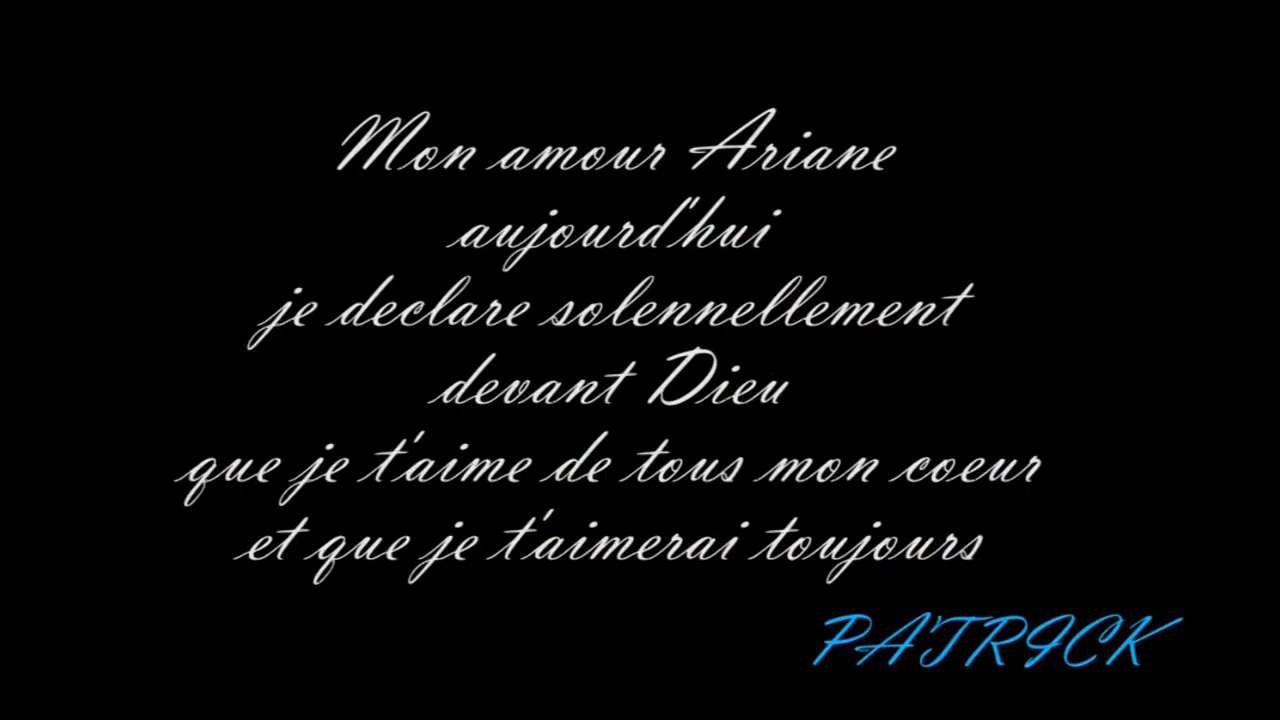 Mon amour Ariane
aujourd'hui
je declare solennellement
devant Dieu
que je t'aime de tous mon coeur
et que je t'aimerai toujours
PATRICK